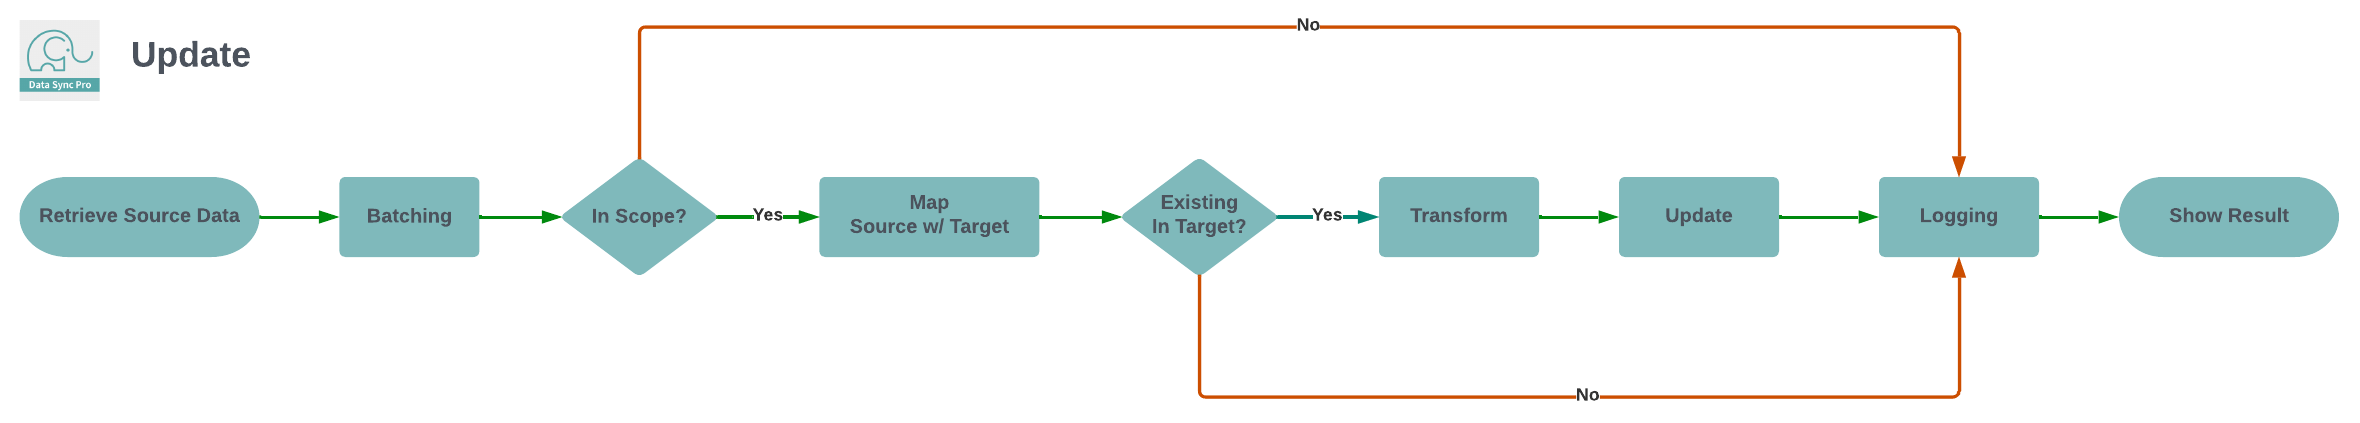 Data Sync Pro
Update
No
Retrieve Source Data
Batching
In Scope?
Yes
Map
Source w/ Target
Existing
In Target?
Yes
Transform
Update
Logging
Show Result
No